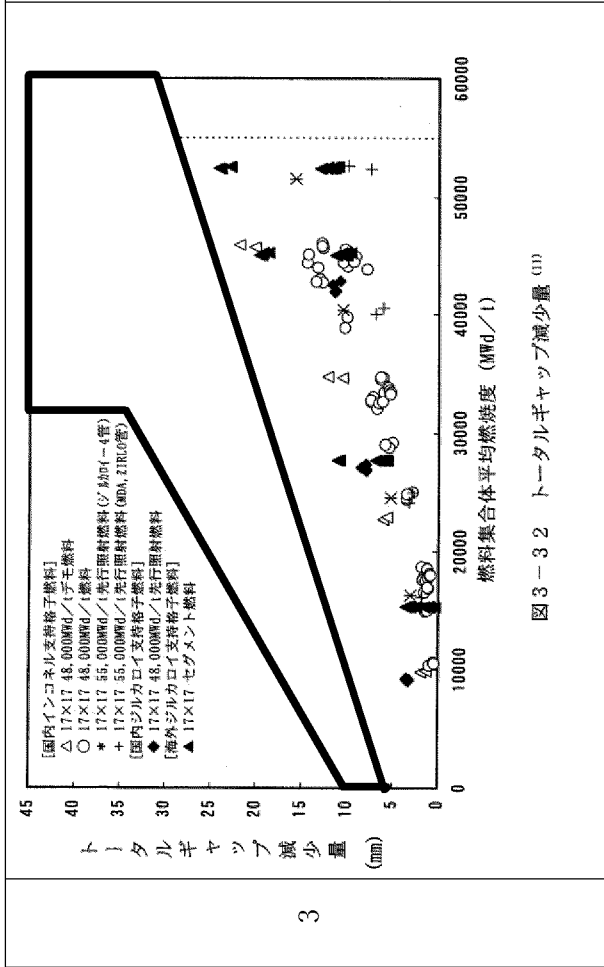 トータルギャップ減少量
(mm)
45
40
35
30
25
20
15
10
5
0
[国内インコネル支持格子燃料]
△ 17×17 48,000MWd/tデモ燃料
○ 17×17 48,000MWd/t燃料
* 17×17 55,000MWd/t先行照射燃料(ジルカロイ-4管)
+ 17×17 55,000MWd/t先行照射燃料(MDA,ZIRLO管)
[国内ジルカロイ支持格子燃料]
◆ 17×17 48,000MWd/t先行照射燃料
[海外ジルカロイ支持格子燃料]
▲ 17×17 セグメント燃料
0
10000
20000
30000
40000
50000
60000
燃料集合体平均燃焼度 (MWd/t)
図3-32 トータルギャップ減少量 (11)
3